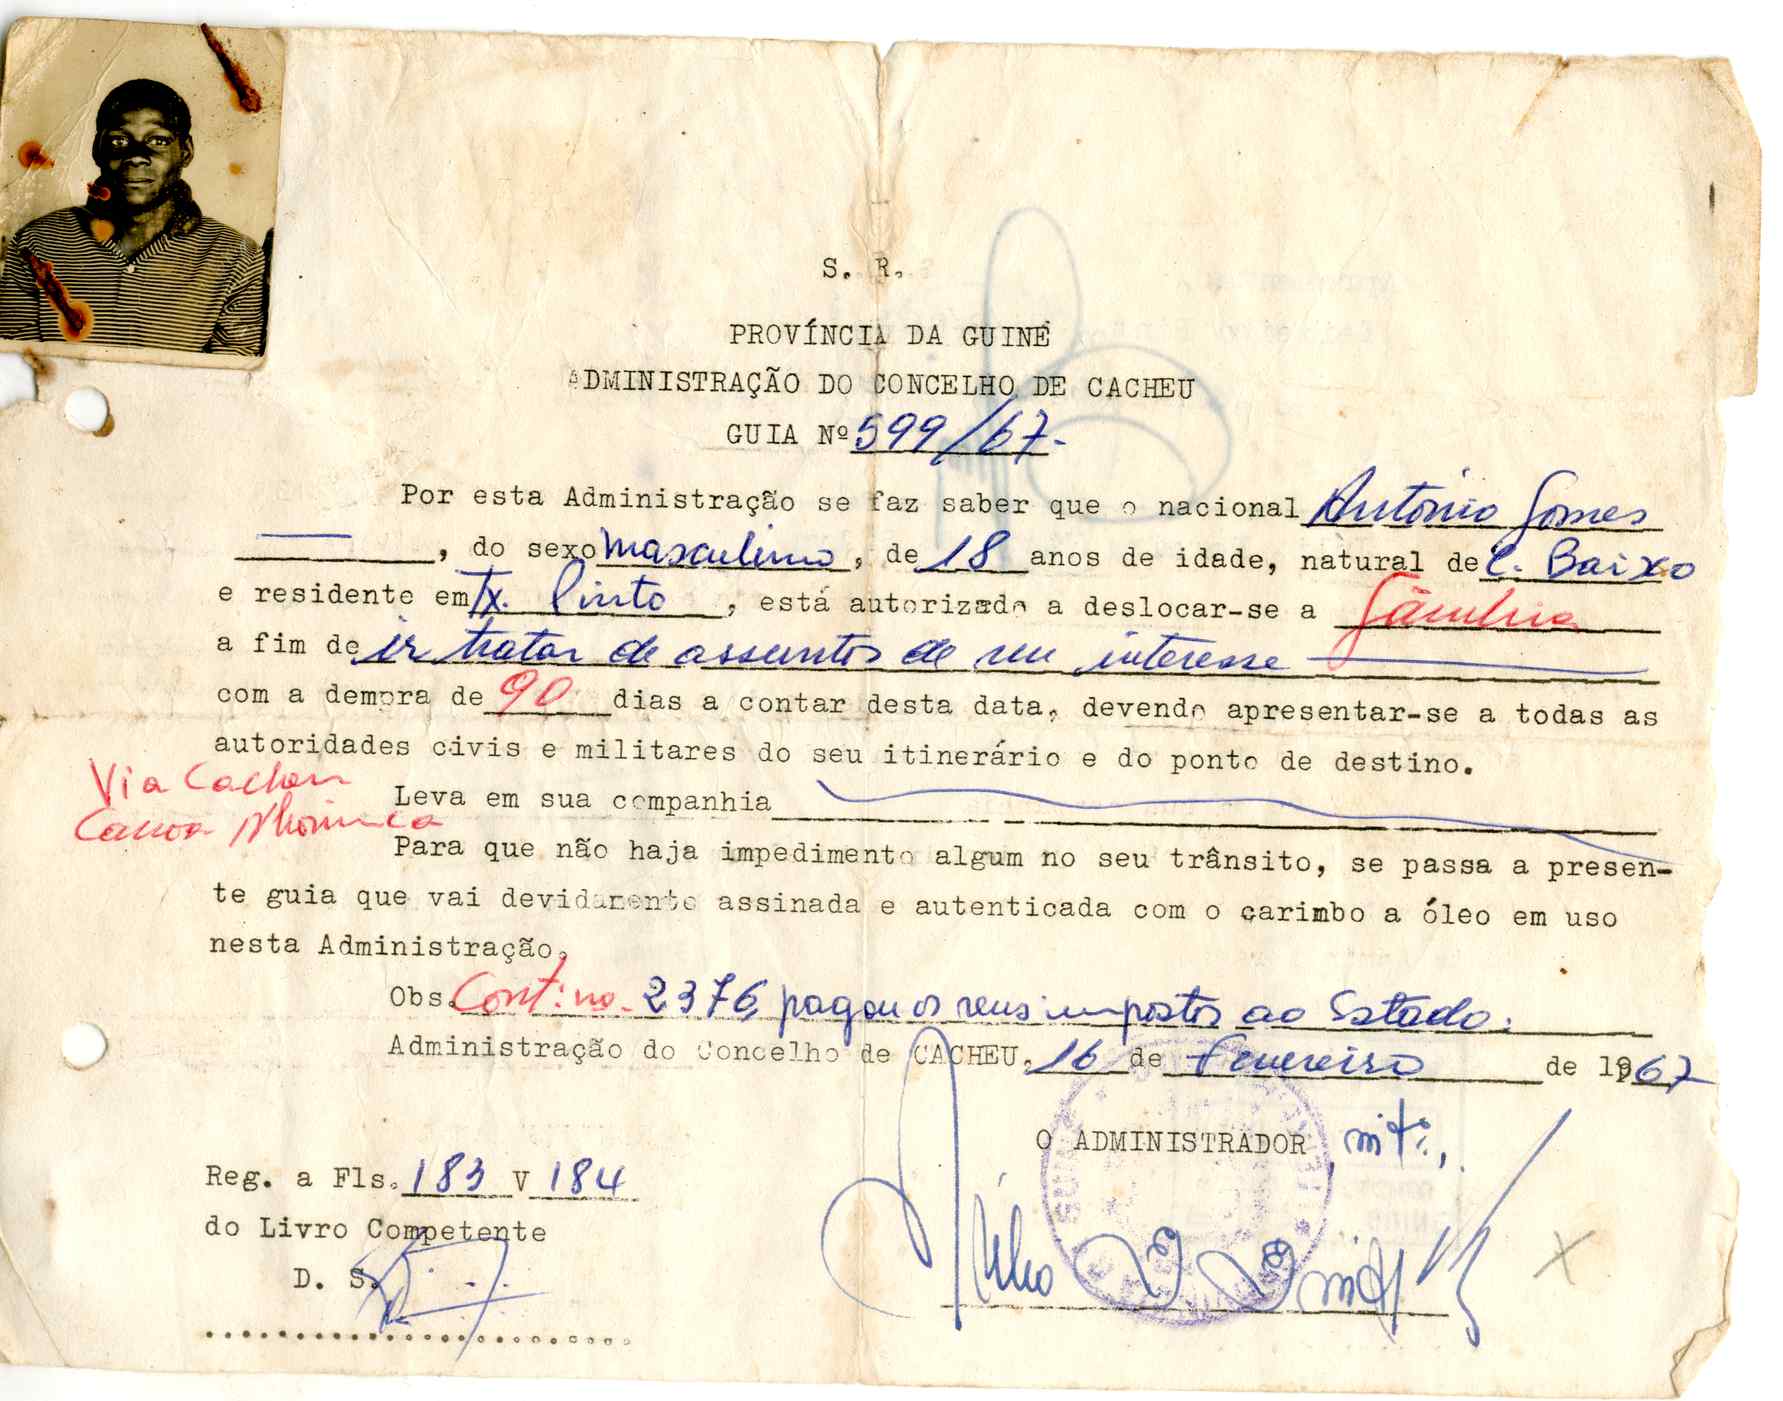 S. R.
PROVÍNCIA DA GUINÉ
ADMINISTRAÇÃO DO CONCELHO DE CACHEU
GUIA Nº 599/67-
Por esta Administração se faz saber que o nacional António Gomes
, do sexo Masculino, de 18 anos de idade, natural de C. Baixo
e residente em Tx. Pinto, está autorizado a deslocar-se a Gâmbia
a fim de ir tratar de assuntos de seu interesse
com a demora de 90 dias a contar desta data, devendo apresentar-se a todas as
autoridades civis e militares do seu itinerário e do ponto de destino.
Via Cacheu
Canoa Nhominca
Leva em sua companhia
Para que não haja impedimento algum no seu trânsito, se passa a presen-
te guia que vai devidamente assinada e autenticada com o carimbo a óleo em uso
nesta Administração.
Obs. Cont: no. 2376, pagou os seus impostos ao Estado.
Administração do Concelho de CACHEU, 16 de Fevereiro de 1967
O ADMINISTRADOR, intº.,
Reg. a Fls. 183 V 184
do Livro Competente
D. S.